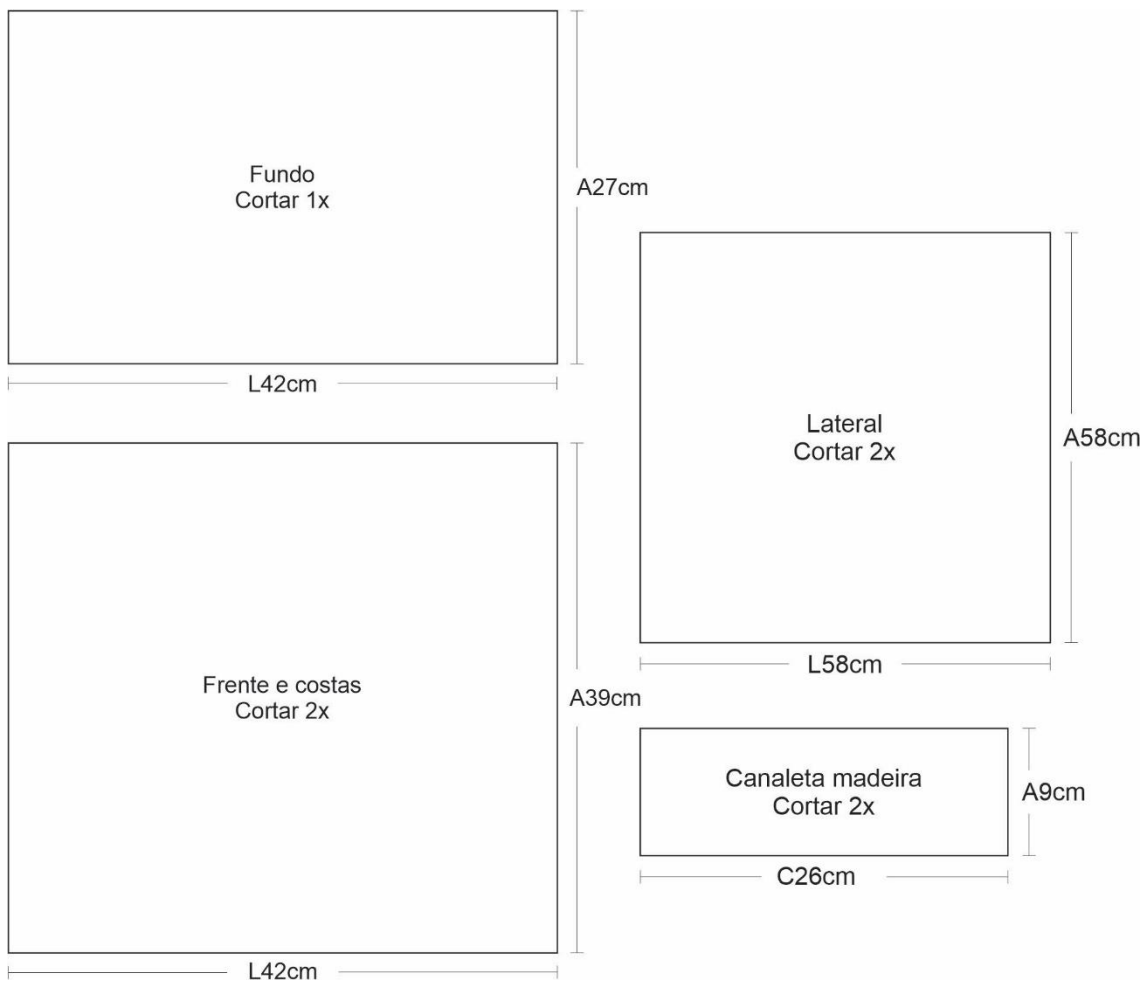 Fundo
Cortar 1x
A27cm
L42cm
Lateral
Cortar 2x
A58cm
L58cm
Frente e costas
Cortar 2x
A39cm
L42cm
Canaleta madeira
Cortar 2x
A9cm
C26cm